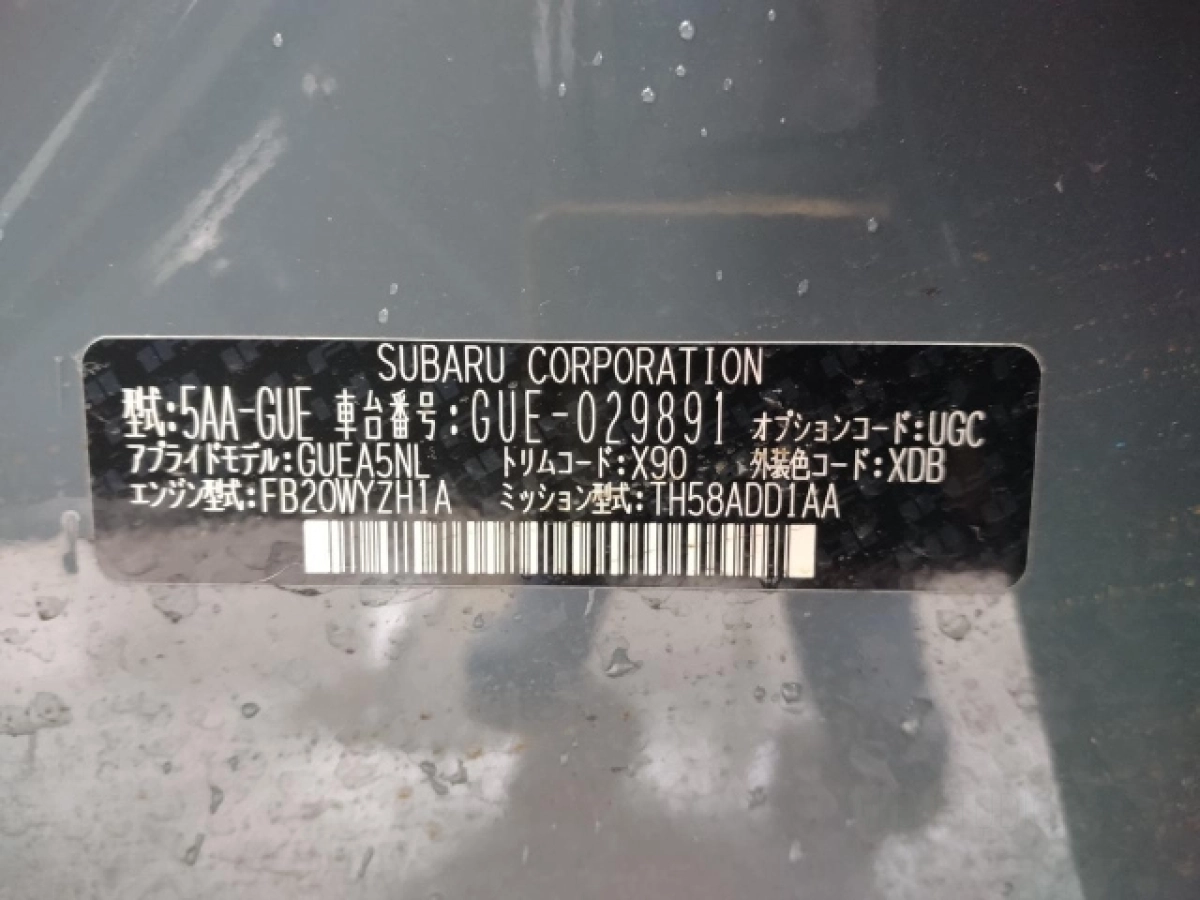 SUBARU CORPORATION
型式:5AA-GUE 車台番号:GUE-029891 オプションコード:UGC
アプライドモデル:GUEA5NL トリムコード:X90 外装色コード:XDB
エンジン型式:FB20WYZH1A ミッション型式:TH58ADD1AA